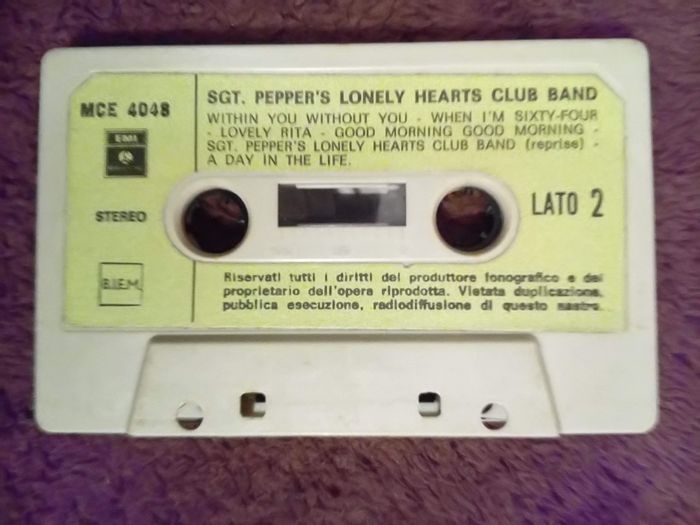 MCE 4048
EMI
STEREO
B.I.E.M.
SGT. PEPPER'S LONELY HEARTS CLUB BAND
WITHIN YOU WITHOUT YOU - WHEN I'M SIXTY-FOUR
- LOVELY RITA - GOOD MORNING GOOD MORNING -
SGT. PEPPER'S LONELY HEARTS CLUB BAND (reprise) -
A DAY IN THE LIFE.
LATO 2
Riservati tutti i diritti del produttore fonografico e del
proprietario dell'opera riprodotta. Vietata duplicazione,
pubblica esecuzione, radiodiffusione di questo nastro.